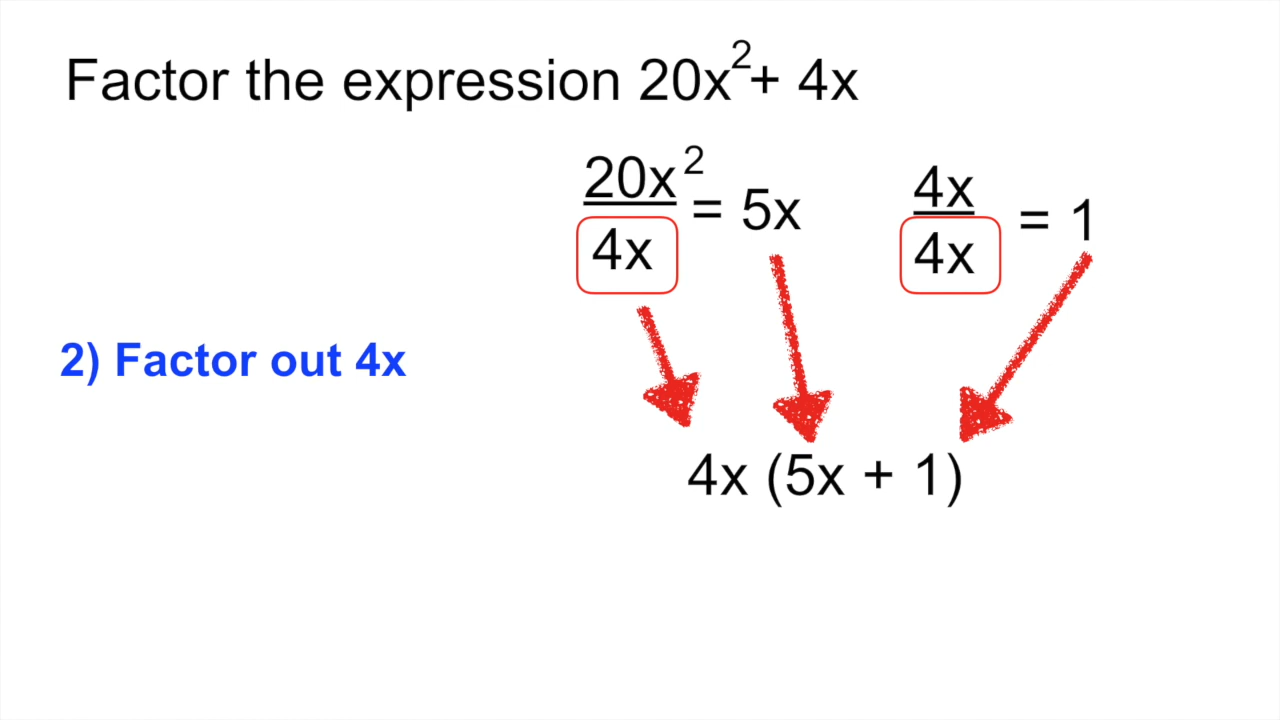 Factor the expression 20x² + 4x
20x² / 4x = 5x
4x / 4x = 1
2) Factor out 4x
4x (5x + 1)